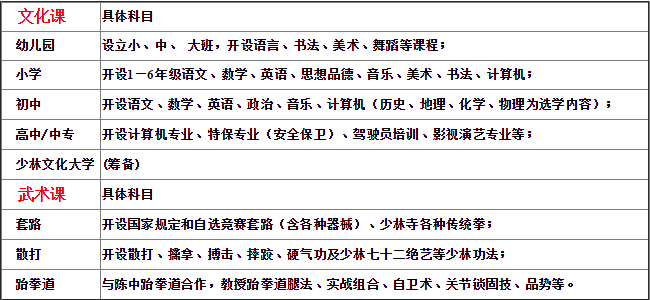 文化课 具体科目
幼儿园 设立小、中、 大班，开设语言、书法、美术、舞蹈等课程；
小学 开设1－6年级语文、数学、英语、思想品德、音乐、美术、书法、计算机；
初中 开设语文、数学、英语、政治、音乐、计算机（历史、地理、化学、物理为选学内容）；
高中/中专 开设计算机专业、特保专业（安全保卫）、驾驶员培训、影视演艺专业等；
少林文化大学 (筹备)
武术课 具体科目
套路 开设国家规定和自选竞赛套路（含各种器械）、少林寺各种传统拳；
散打 开设散打、擒拿、搏击、摔跤、硬气功及少林七十二绝艺等少林功法；
跆拳道 与陈中跆拳道合作，教授跆拳道腿法、实战组合、自卫术、关节锁固技、品势等。